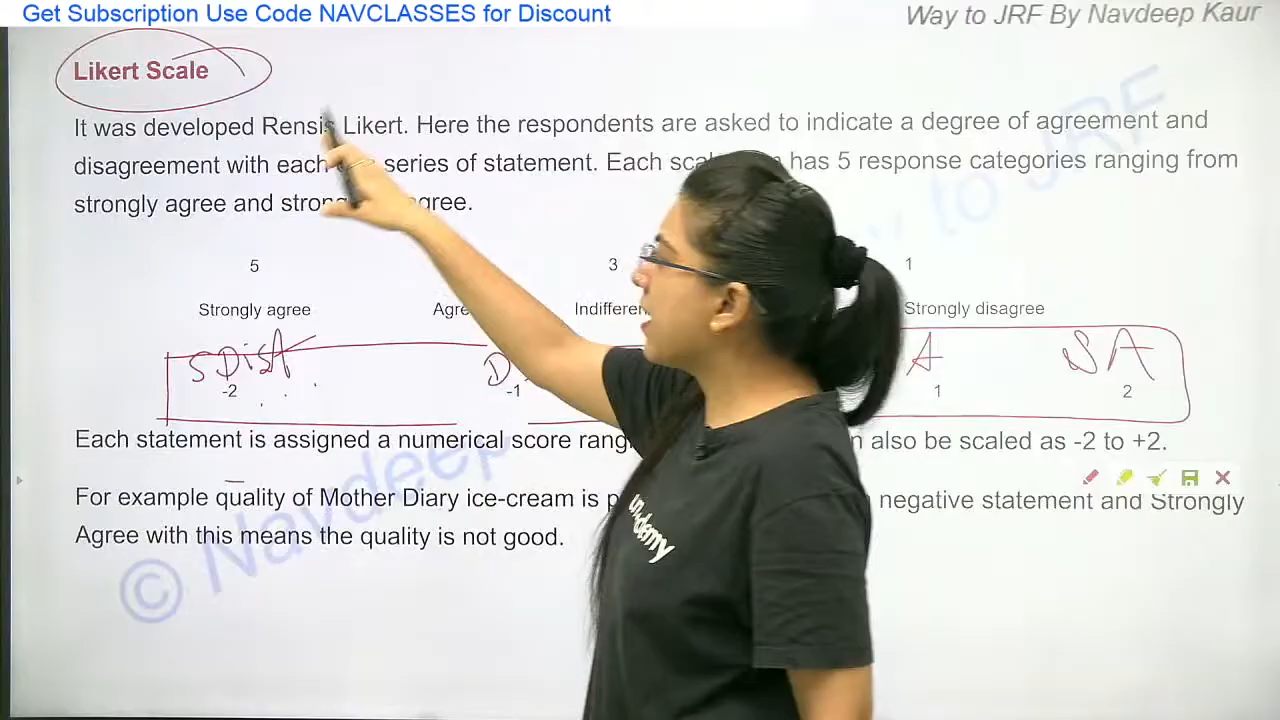 Get Subscription Use Code NAVCLASSES for Discount
Way to JRF By Navdeep Kaur
Likert Scale
It was developed Rensis Likert. Here the respondents are asked to indicate a degree of agreement and
disagreement with each series of statement. Each has 5 response categories ranging from
strongly agree and
5 3 1
Strongly agree Strongly disagree
SDisA D A SA
-2 -1 1 2
Each statement is assigned a numerical score also be scaled as -2 to +2.
For example quality of Mother Diary ice-cream is negative statement and Strongly
Agree with this means the quality is not good.
© Navdeep to JRF
unacademy